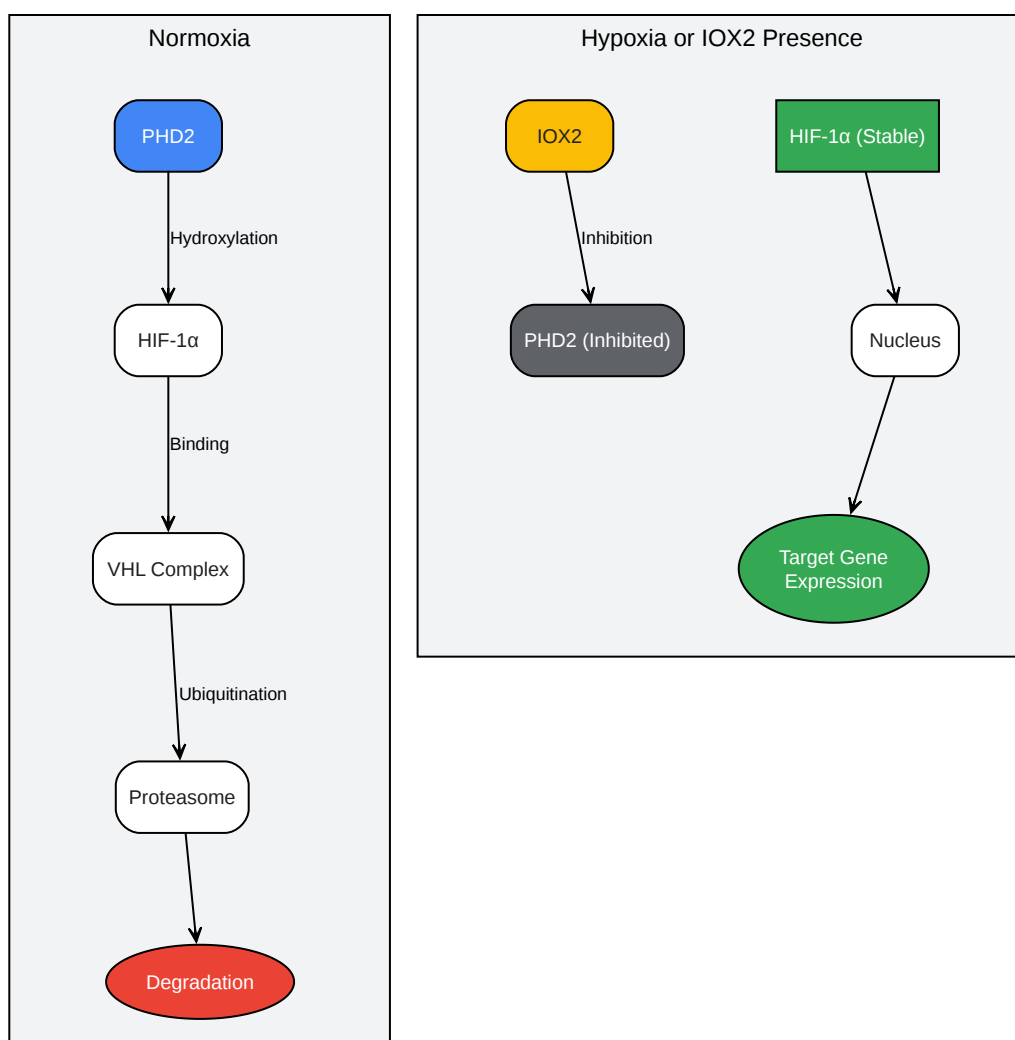 Normoxia
PHD2
Hydroxylation
HIF-1α
Binding
VHL Complex
Ubiquitination
Proteasome
Degradation
Hypoxia or IOX2 Presence
IOX2
Inhibition
PHD2 (Inhibited)
HIF-1α (Stable)
Nucleus
Target Gene
Expression